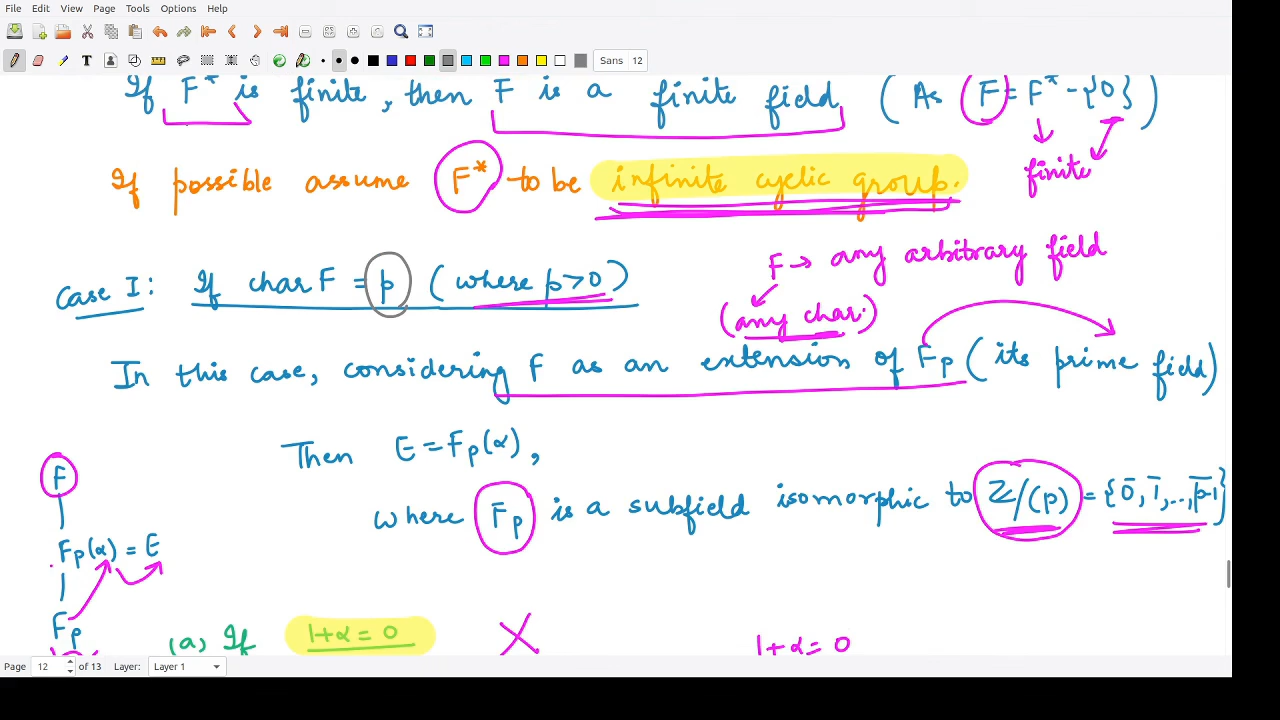 File Edit View Page Tools Options Help
Sans 12
If F* is finite, then F is a finite field (As F = F* - {0})
finite
If possible assume F* to be infinite cyclic group.
F → any arbitrary field
(any char.)
Case I: If char F = p (where p>0)
In this case, considering F as an extension of Fp (its prime field)
Then E = Fp(α),
where Fp is a subfield isomorphic to Z/(p) = {0̄, 1̄, ..., p̄-1}
F
Fp(α) = E
Fp
(a) If 1+α = 0
1+α = 0
Page 12 of 13 Layer: Layer 1